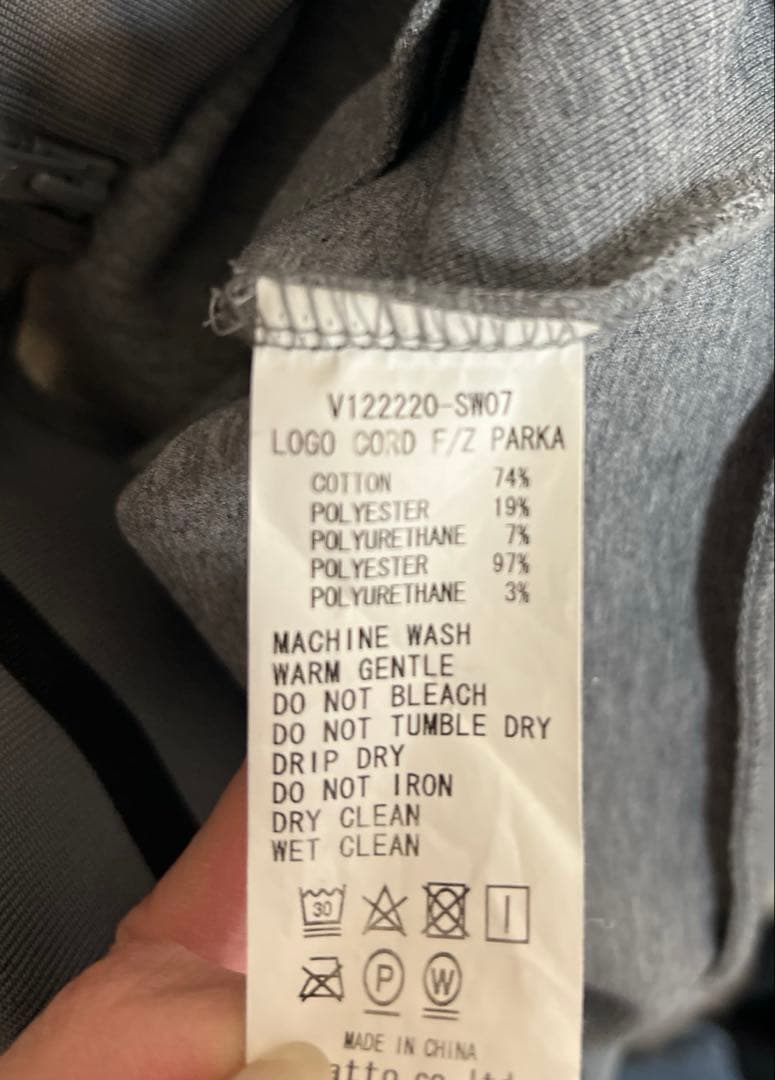 V122220-SW07
LOGO CORD F/Z PARKA
COTTON 74%
POLYESTER 19%
POLYURETHANE 7%
POLYESTER 97%
POLYURETHANE 3%
MACHINE WASH
WARM GENTLE
DO NOT BLEACH
DO NOT TUMBLE DRY
DRIP DRY
DO NOT IRON
DRY CLEAN
WET CLEAN
30
P W
MADE IN CHINA